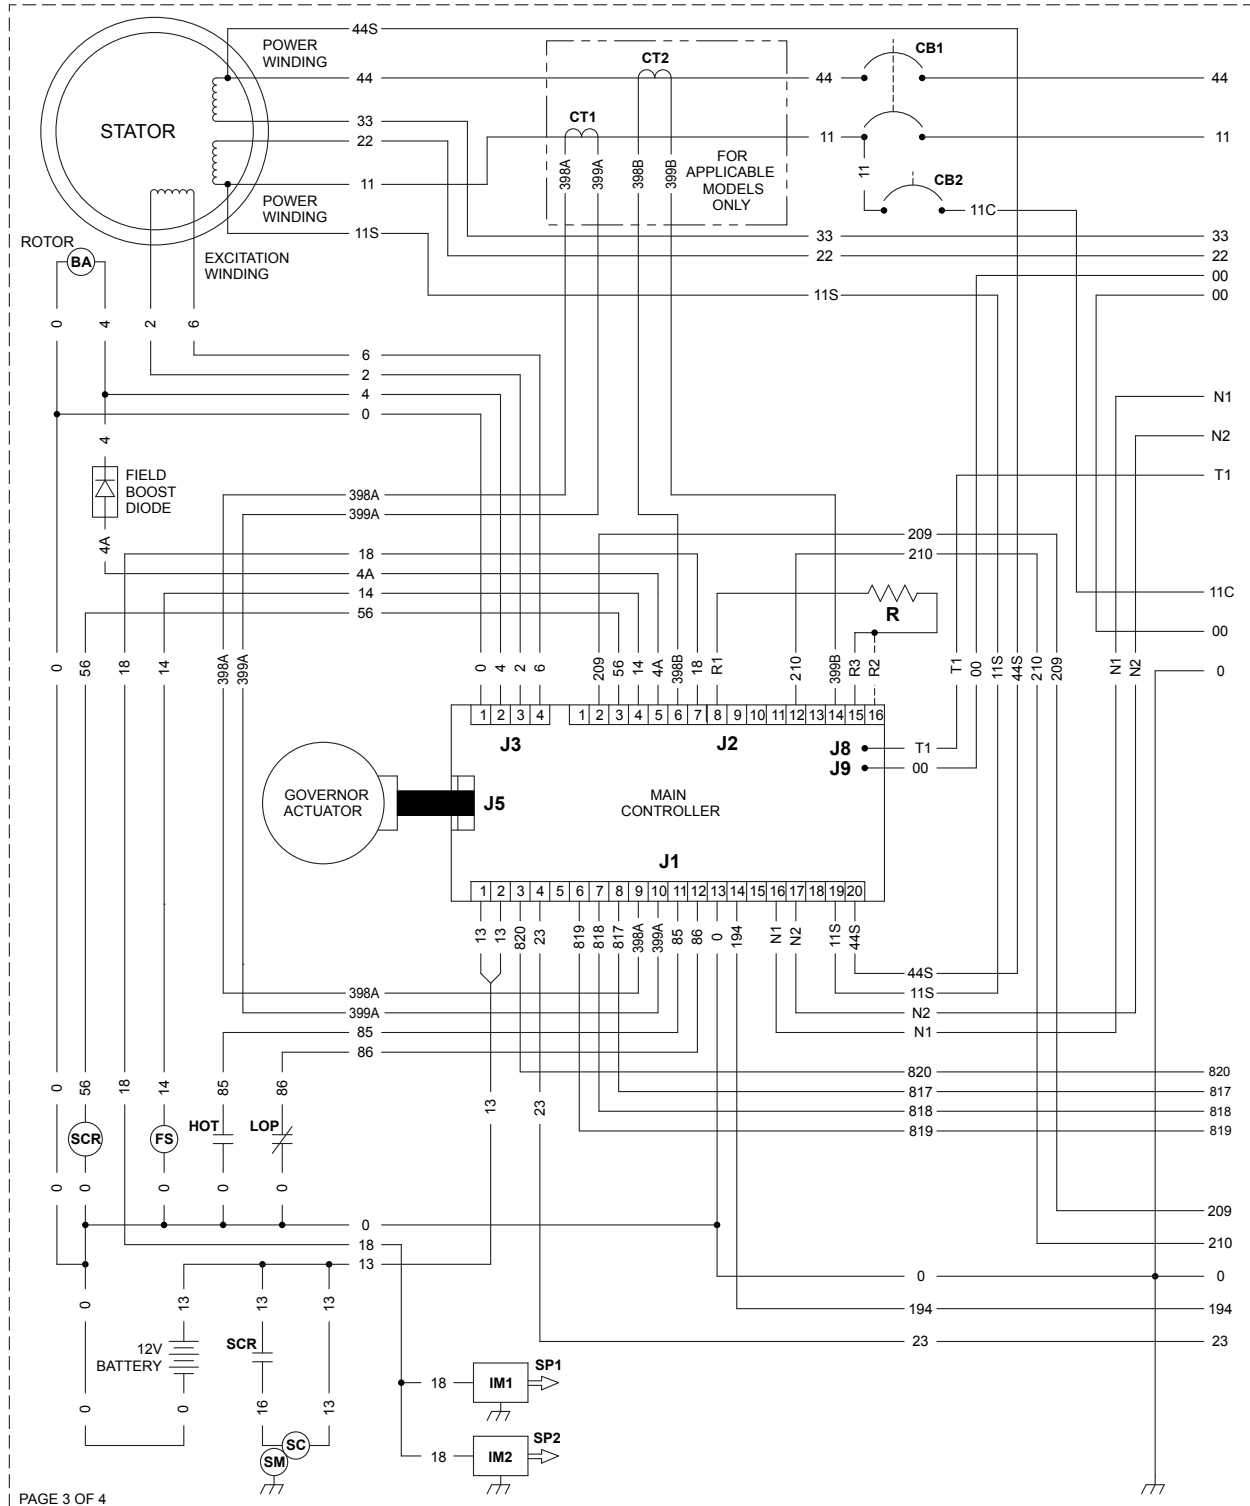 44S
POWER
WINDING
44
CT2
44
CB1
44
STATOR
33
22
CT1
11
11
398A
399A
398B
399B
FOR
APPLICABLE
MODELS
ONLY
11
CB2
11
POWER
WINDING
11C
11S
33
33
22
22
ROTOR
BA
EXCITATION
WINDING
00
11S
00
0
4
2
6
6
2
4
0
N1
N2
4
FIELD
BOOST
DIODE
T1
398A
399A
209
4A
18
210
4A
14
56
R
11C
00
0
56
18
14
398A
399A
0
4
2
6
209
56
14
4A
398B
18
R1
210
399B
R3
R2
T1
00
11S
44S
210
209
N1
N2
0
1 2 3 4
1 2 3 4 5 6 7 8 9 10 11 12 13 14 15 16
J3
J2
J8
T1
J9
00
GOVERNOR
ACTUATOR
J5
MAIN
CONTROLLER
J1
1 2 3 4 5 6 7 8 9 10 11 12 13 14 15 16 17 18 19 20
13
13
820
23
819
818
817
398A
399A
85
86
0
194
N1
N2
11S
44S
44S
398A
11S
399A
N2
85
N1
86
820
820
0
56
18
14
85
86
13
23
817
817
818
818
819
819
HOT
LOP
SCR
FS
0
0
0
0
0
209
0
18
210
13
0
0
0
13
13
13
194
194
23
23
12V
BATTERY
SCR
SP1
18
IM1
0
0
16
13
SC
SM
SP2
18
IM2
PAGE 3 OF 4